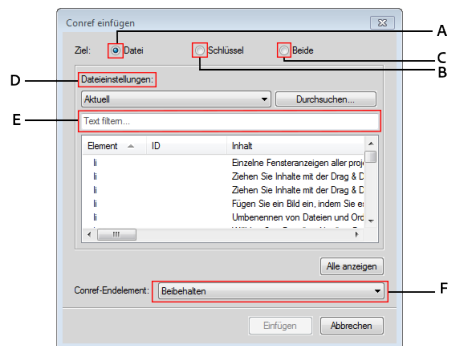 Conref einfügen
A
Ziel: Datei Schlüssel Beide
C
B
D
Dateieinstellungen:
Aktuell Durchsuchen...
E
Text filtern...
Element ID Inhalt
li Einzelne Fensteranzeigen aller proj
li Ziehen Sie Inhalte mit der Drag & D
li Ziehen Sie Inhalte mit der Drag & D
li Fügen Sie ein Bild ein, indem Sie es
li Umbenennen von Dateien und Ord
Alle anzeigen
Conref-Endelement: Beibehalten
F
Einfügen Abbrechen